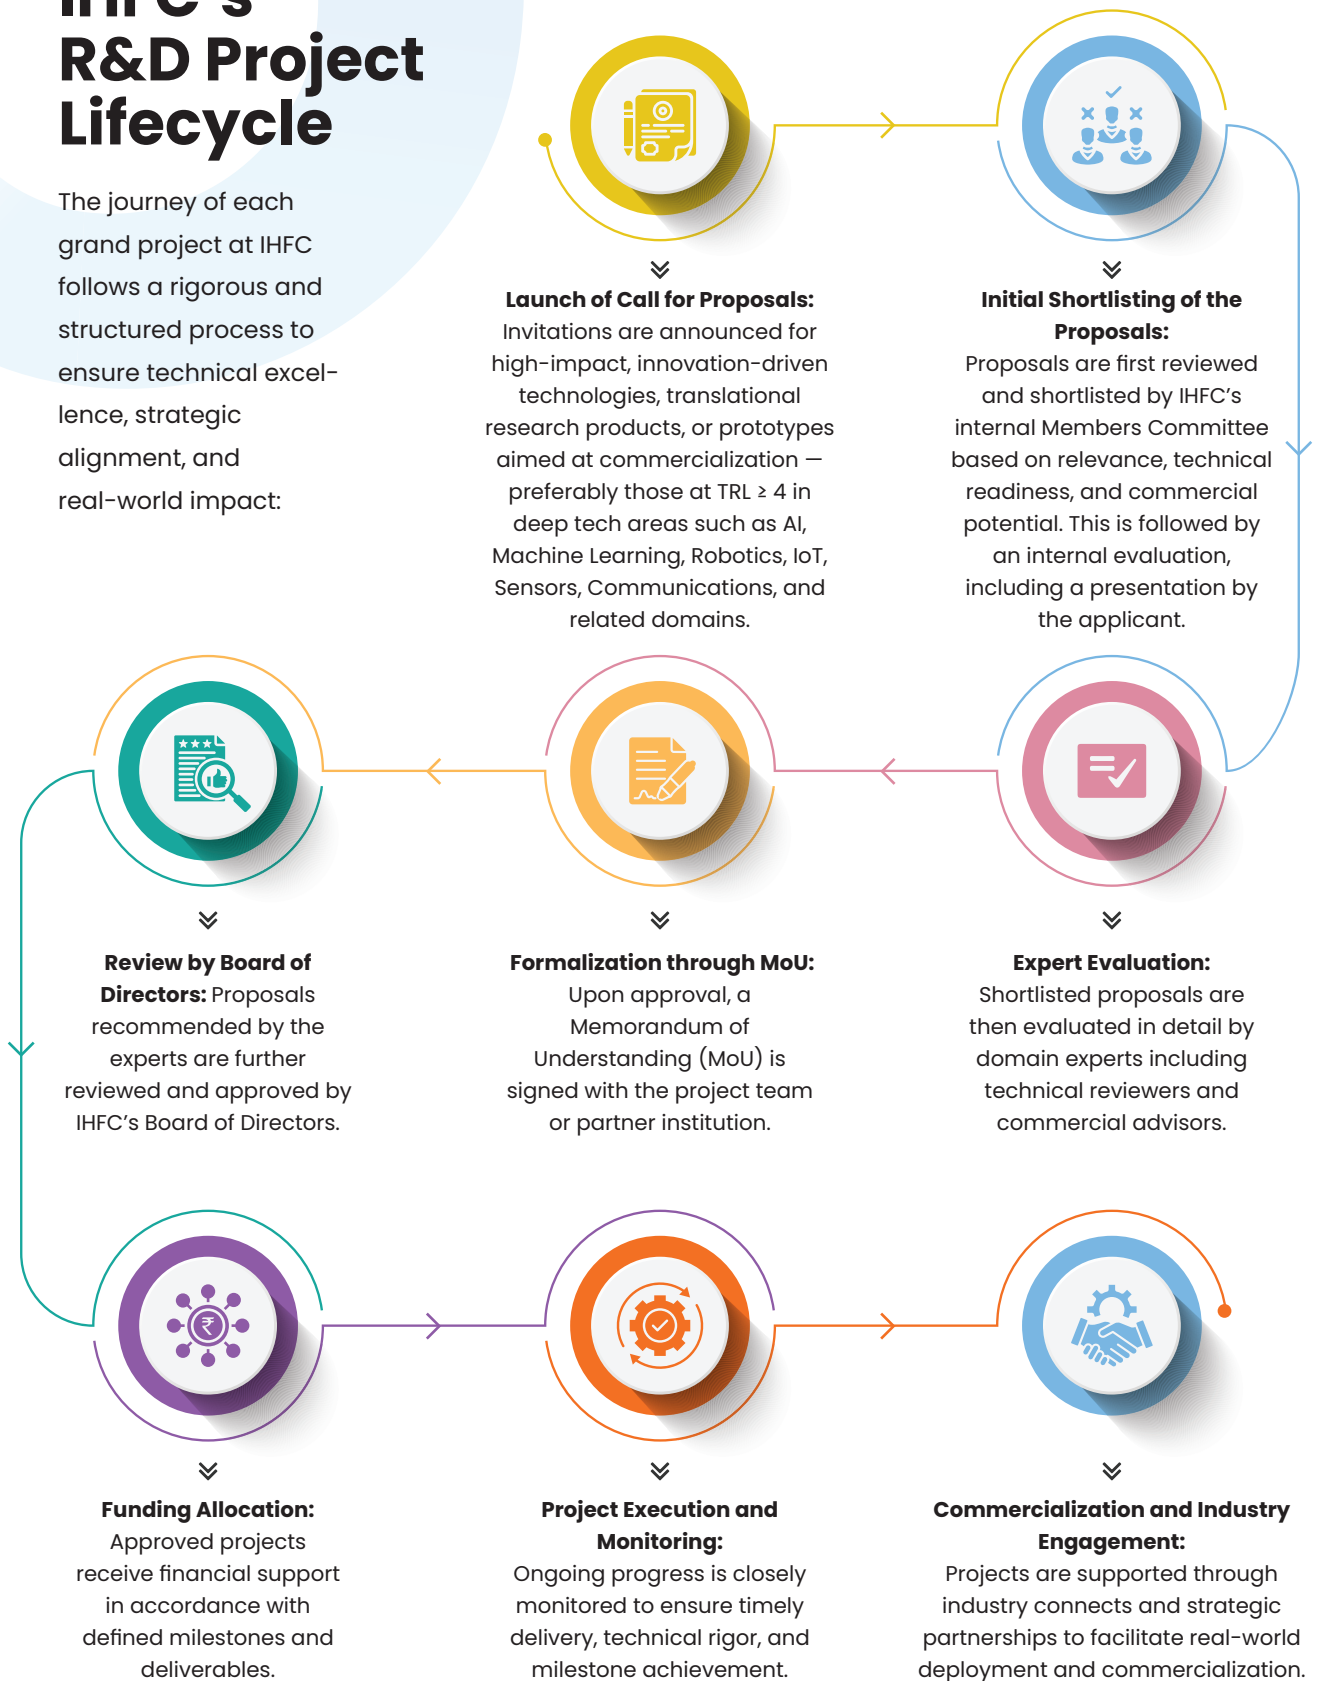 IHFC's
R&D Project
Lifecycle
The journey of each
grand project at IHFC
follows a rigorous and
structured process to
ensure technical excel-
lence, strategic
alignment, and
real-world impact:
Launch of Call for Proposals:
Invitations are announced for
high-impact, innovation-driven
technologies, translational
research products, or prototypes
aimed at commercialization —
preferably those at TRL ≥ 4 in
deep tech areas such as AI,
Machine Learning, Robotics, IoT,
Sensors, Communications, and
related domains.
Initial Shortlisting of the
Proposals:
Proposals are first reviewed
and shortlisted by IHFC’s
internal Members Committee
based on relevance, technical
readiness, and commercial
potential. This is followed by
an internal evaluation,
including a presentation by
the applicant.
Expert Evaluation:
Shortlisted proposals are
then evaluated in detail by
domain experts including
technical reviewers and
commercial advisors.
Formalization through MoU:
Upon approval, a
Memorandum of
Understanding (MoU) is
signed with the project team
or partner institution.
Review by Board of
Directors: Proposals
recommended by the
experts are further
reviewed and approved by
IHFC’s Board of Directors.
₹
Funding Allocation:
Approved projects
receive financial support
in accordance with
defined milestones and
deliverables.
Project Execution and
Monitoring:
Ongoing progress is closely
monitored to ensure timely
delivery, technical rigor, and
milestone achievement.
Commercialization and Industry
Engagement:
Projects are supported through
industry connects and strategic
partnerships to facilitate real-world
deployment and commercialization.